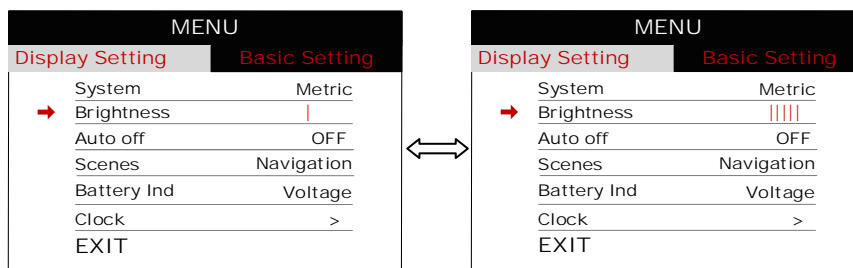 MENU
Display Setting Basic Setting
System Metric
Brightness |
Auto off OFF
Scenes Navigation
Battery Ind Voltage
Clock >
EXIT
MENU
Display Setting Basic Setting
System Metric
Brightness |||||
Auto off OFF
Scenes Navigation
Battery Ind Voltage
Clock >
EXIT